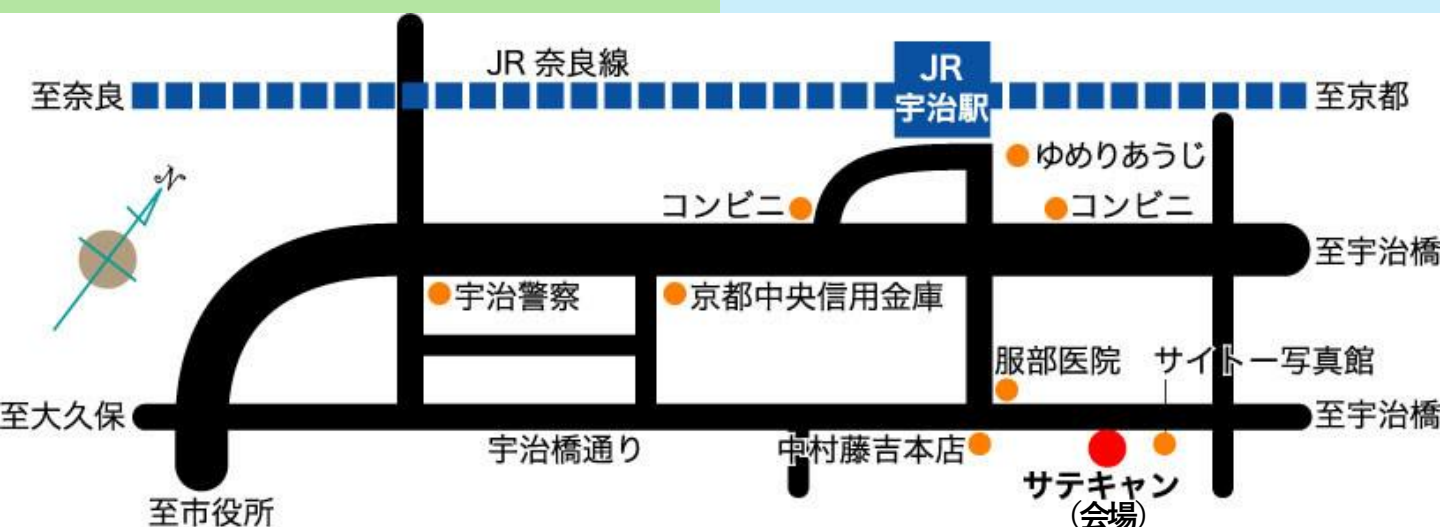 JR 奈良線
JR
宇治駅
至奈良
至京都
ゆめりあうじ
N
コンビニ
コンビニ
至宇治橋
宇治警察
京都中央信用金庫
服部医院
サイトー写真館
至大久保
至宇治橋
宇治橋通り
中村藤吉本店
サテキャン
(会場)
至市役所